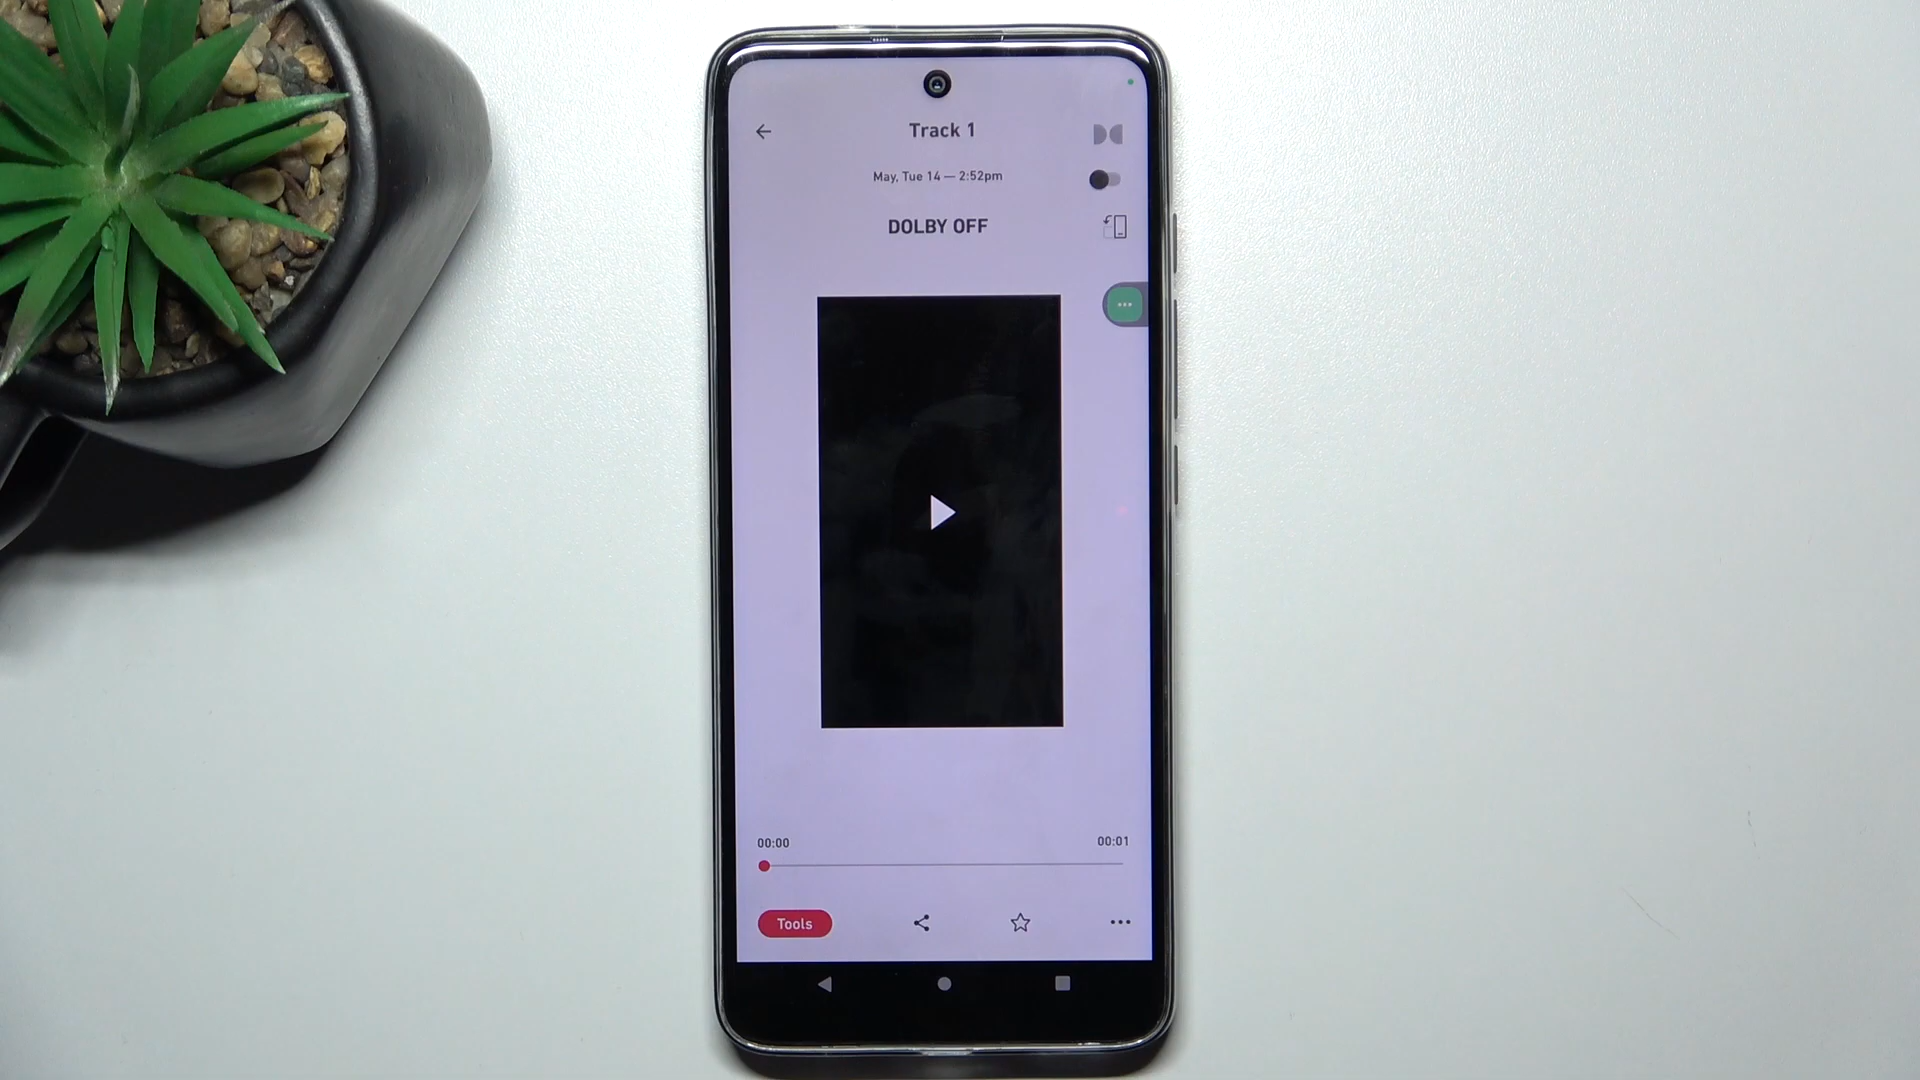 Track 1
May, Tue 14 — 2:52pm
DOLBY OFF
00:00
00:01
Tools